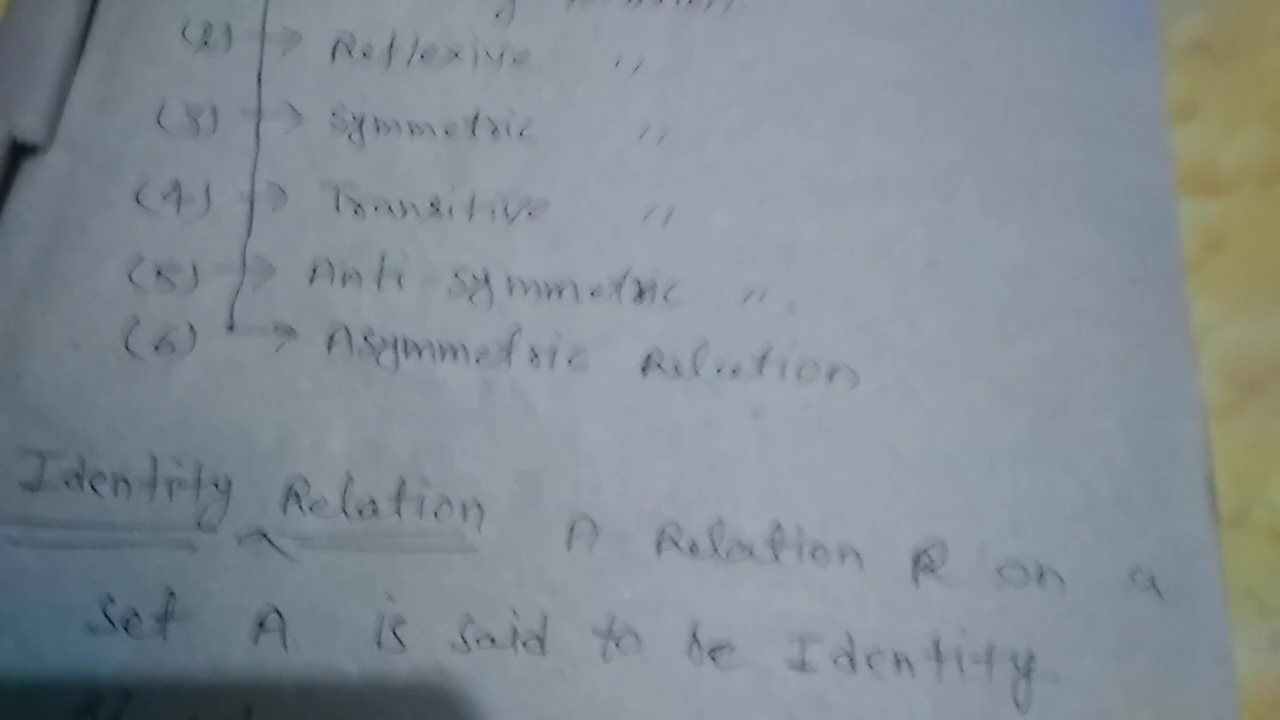 (2) → Reflexive "
(3) → Symmetric "
(4) → Transitive "
(5) → Anti-symmetric "
(6) → Asymmetric Relation
Identity Relation A Relation R on a
set A is said to be Identity